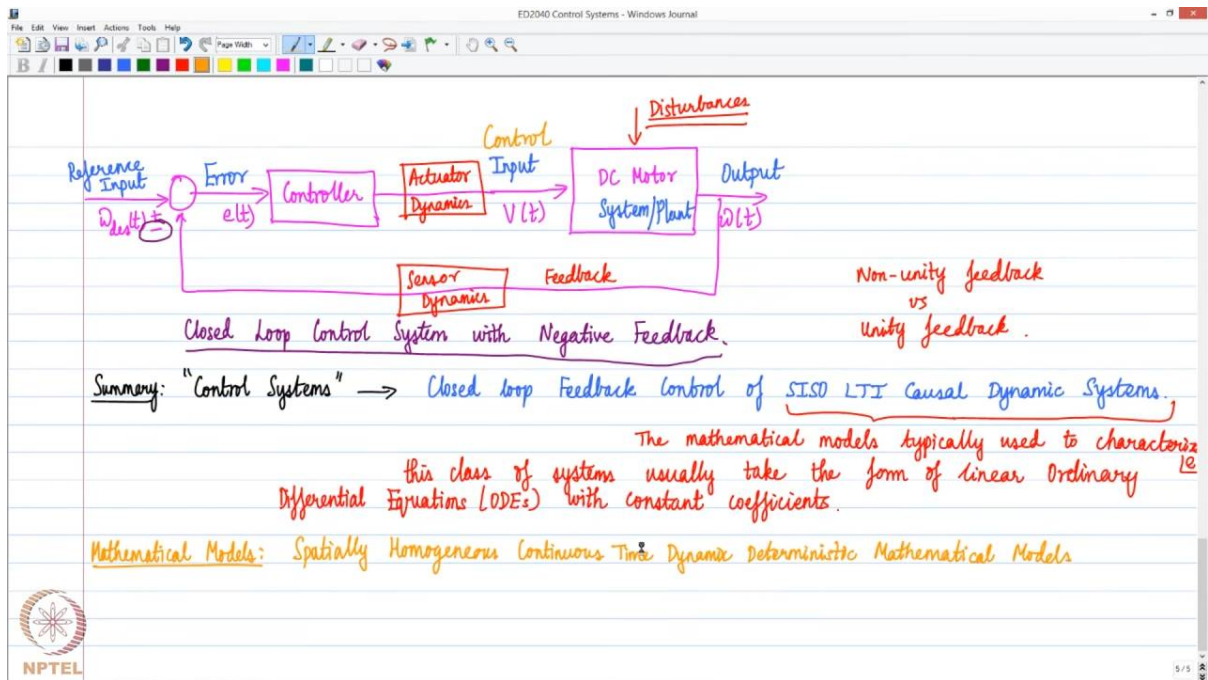 ED2040 Control Systems - Windows Journal
File Edit View Insert Actions Tools Help
Page Width
B I
Disturbances
Control
Reference
Input
Error
Actuator
Dynamics
Input
DC Motor
System/Plant
Output
Controller
ω_des(t) +
−
e(t)
V(t)
ω(t)
Sensor
Dynamics
Feedback
Non-unity feedback
vs
Unity feedback.
Closed Loop Control System with Negative Feedback.
Summary: "Control Systems" → Closed loop Feedback Control of SISO LTI Causal Dynamic Systems.
The mathematical models typically used to characteriz
e
this class of systems usually take the form of linear Ordinary
Differential Equations (ODEs) with constant coefficients.
Mathematical Models: Spatially Homogeneous Continuous Time Dynamic Deterministic Mathematical Models
NPTEL
5/5